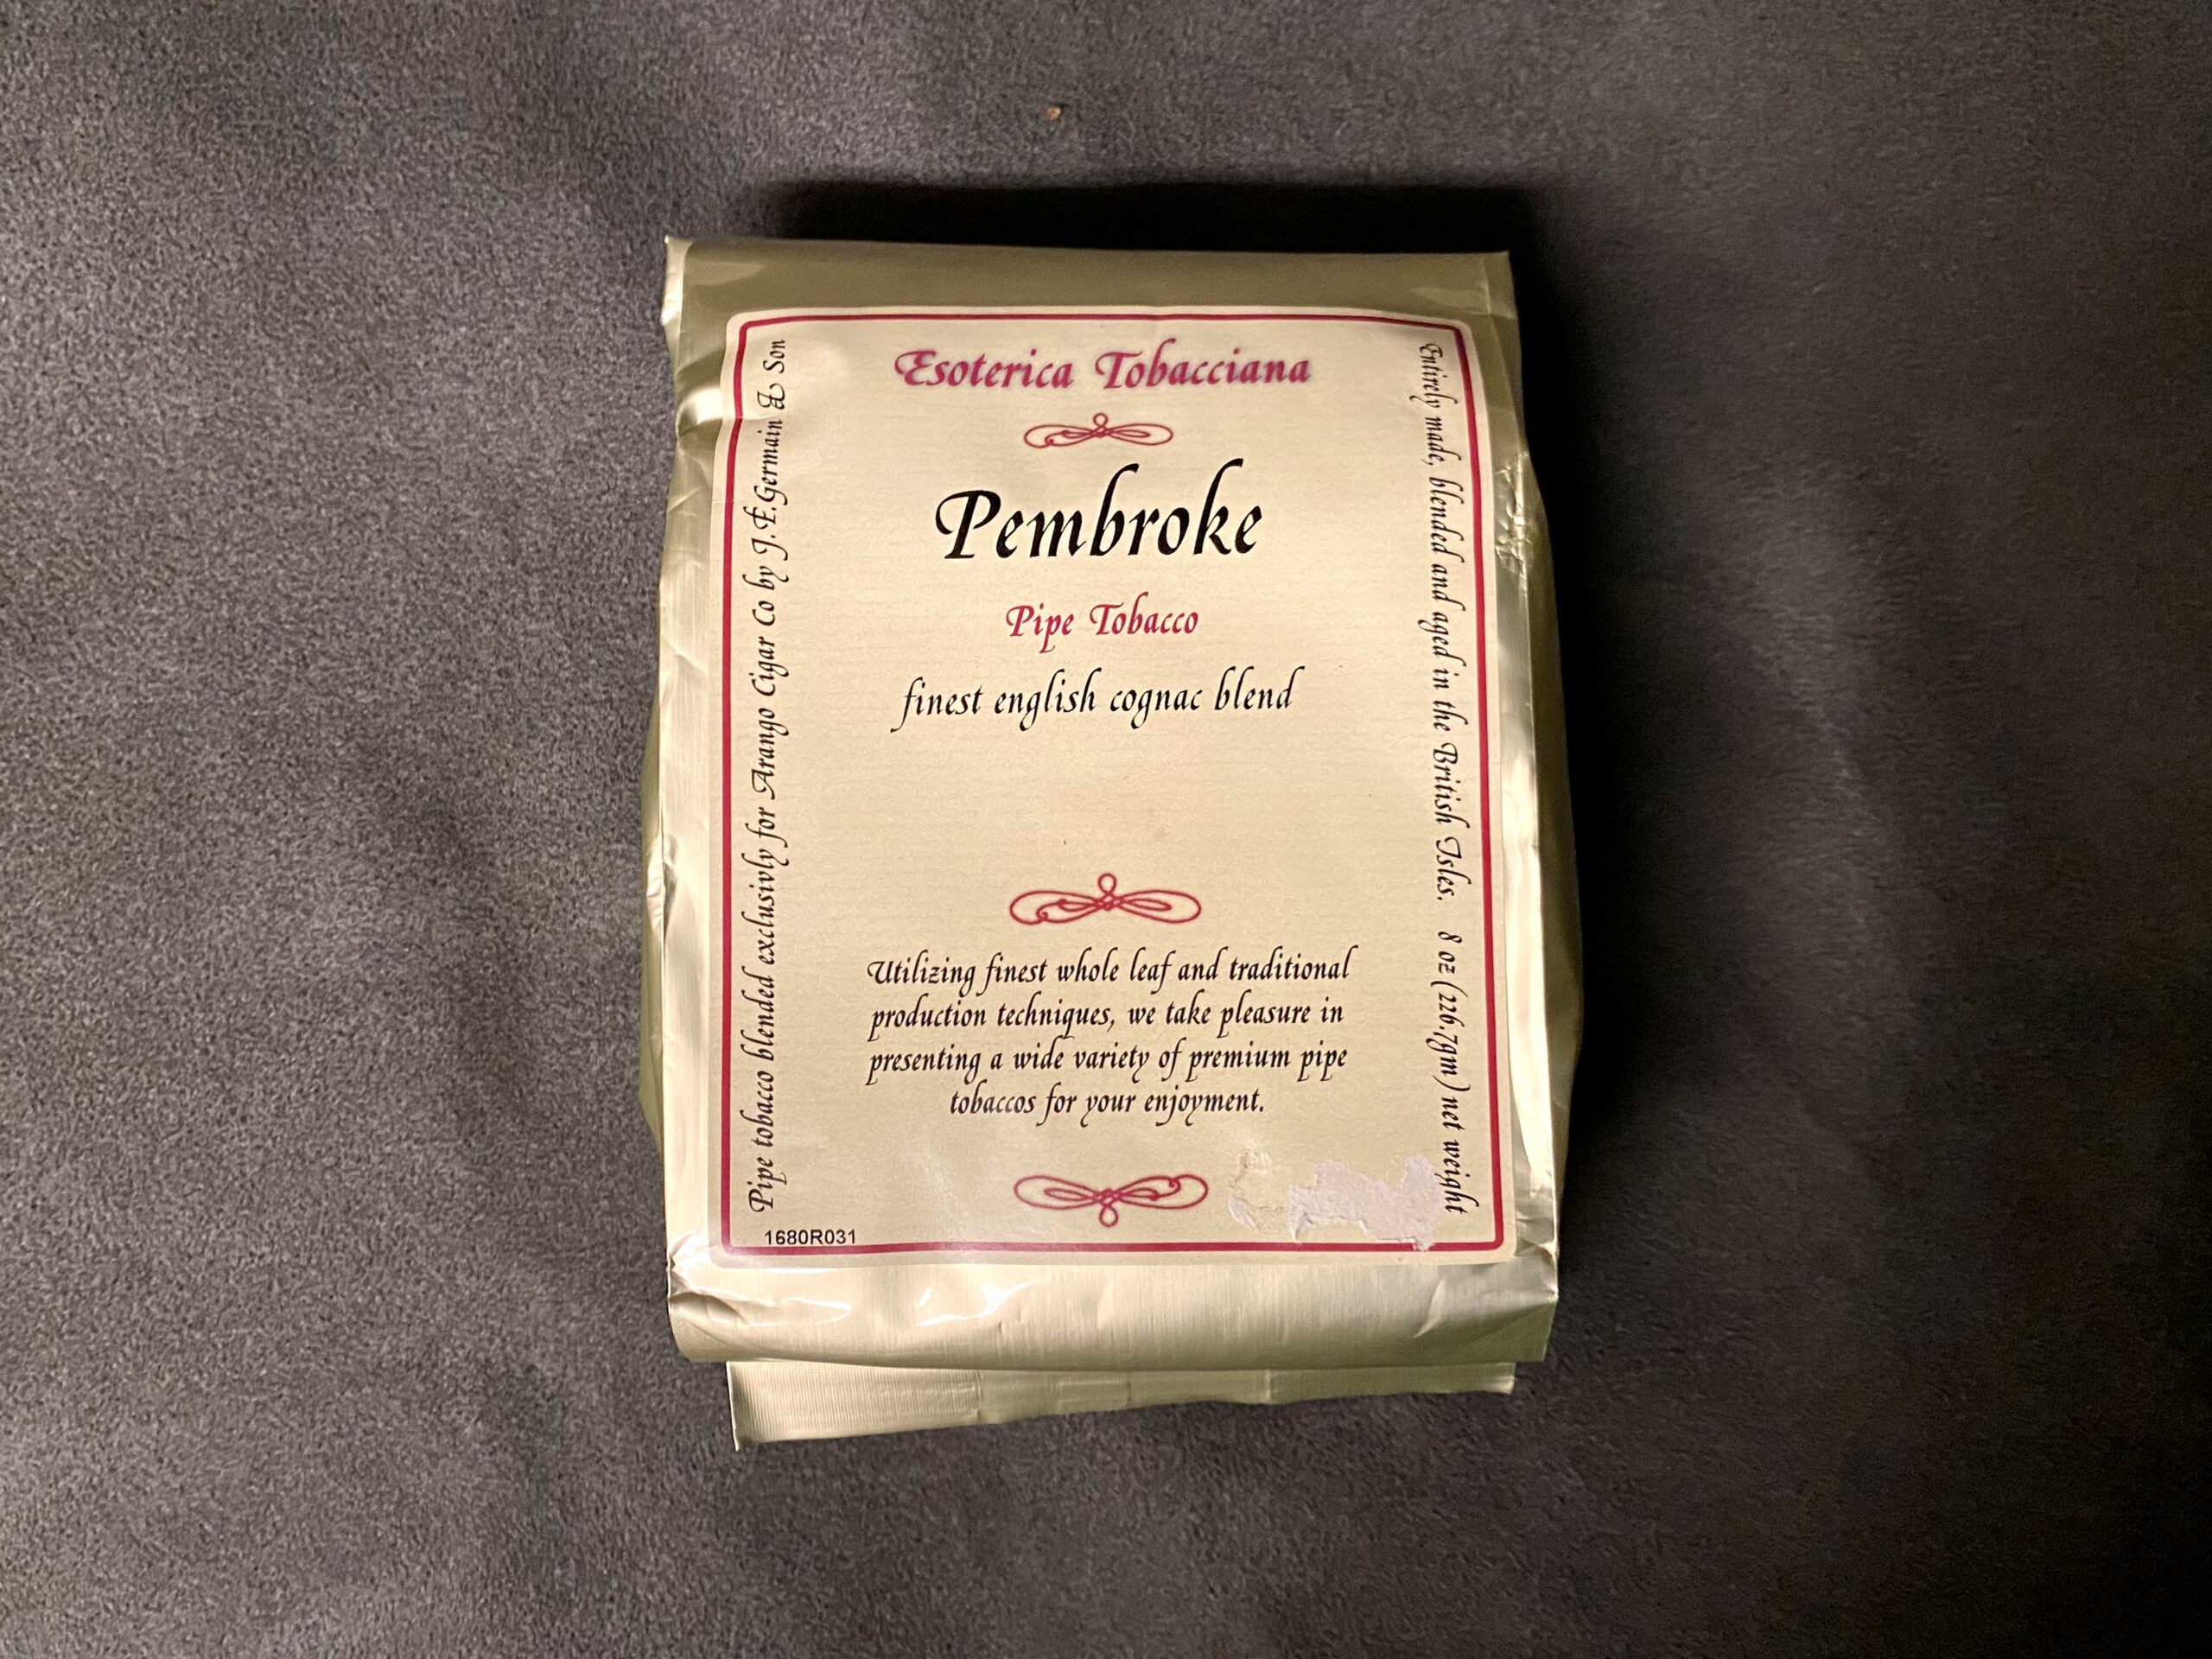 Esoterica Tobacciana
Pembroke
Pipe Tobacco
finest english cognac blend
Utilizing finest whole leaf and traditional
production techniques, we take pleasure in
presenting a wide variety of premium pipe
tobaccos for your enjoyment.
Pipe tobacco blended exclusivly for Arango Cigar Co by J.E.Germain & Son
Entirely made, blended and aged in the British Isles. 8 oz (226.7gm) net weight
1680R031